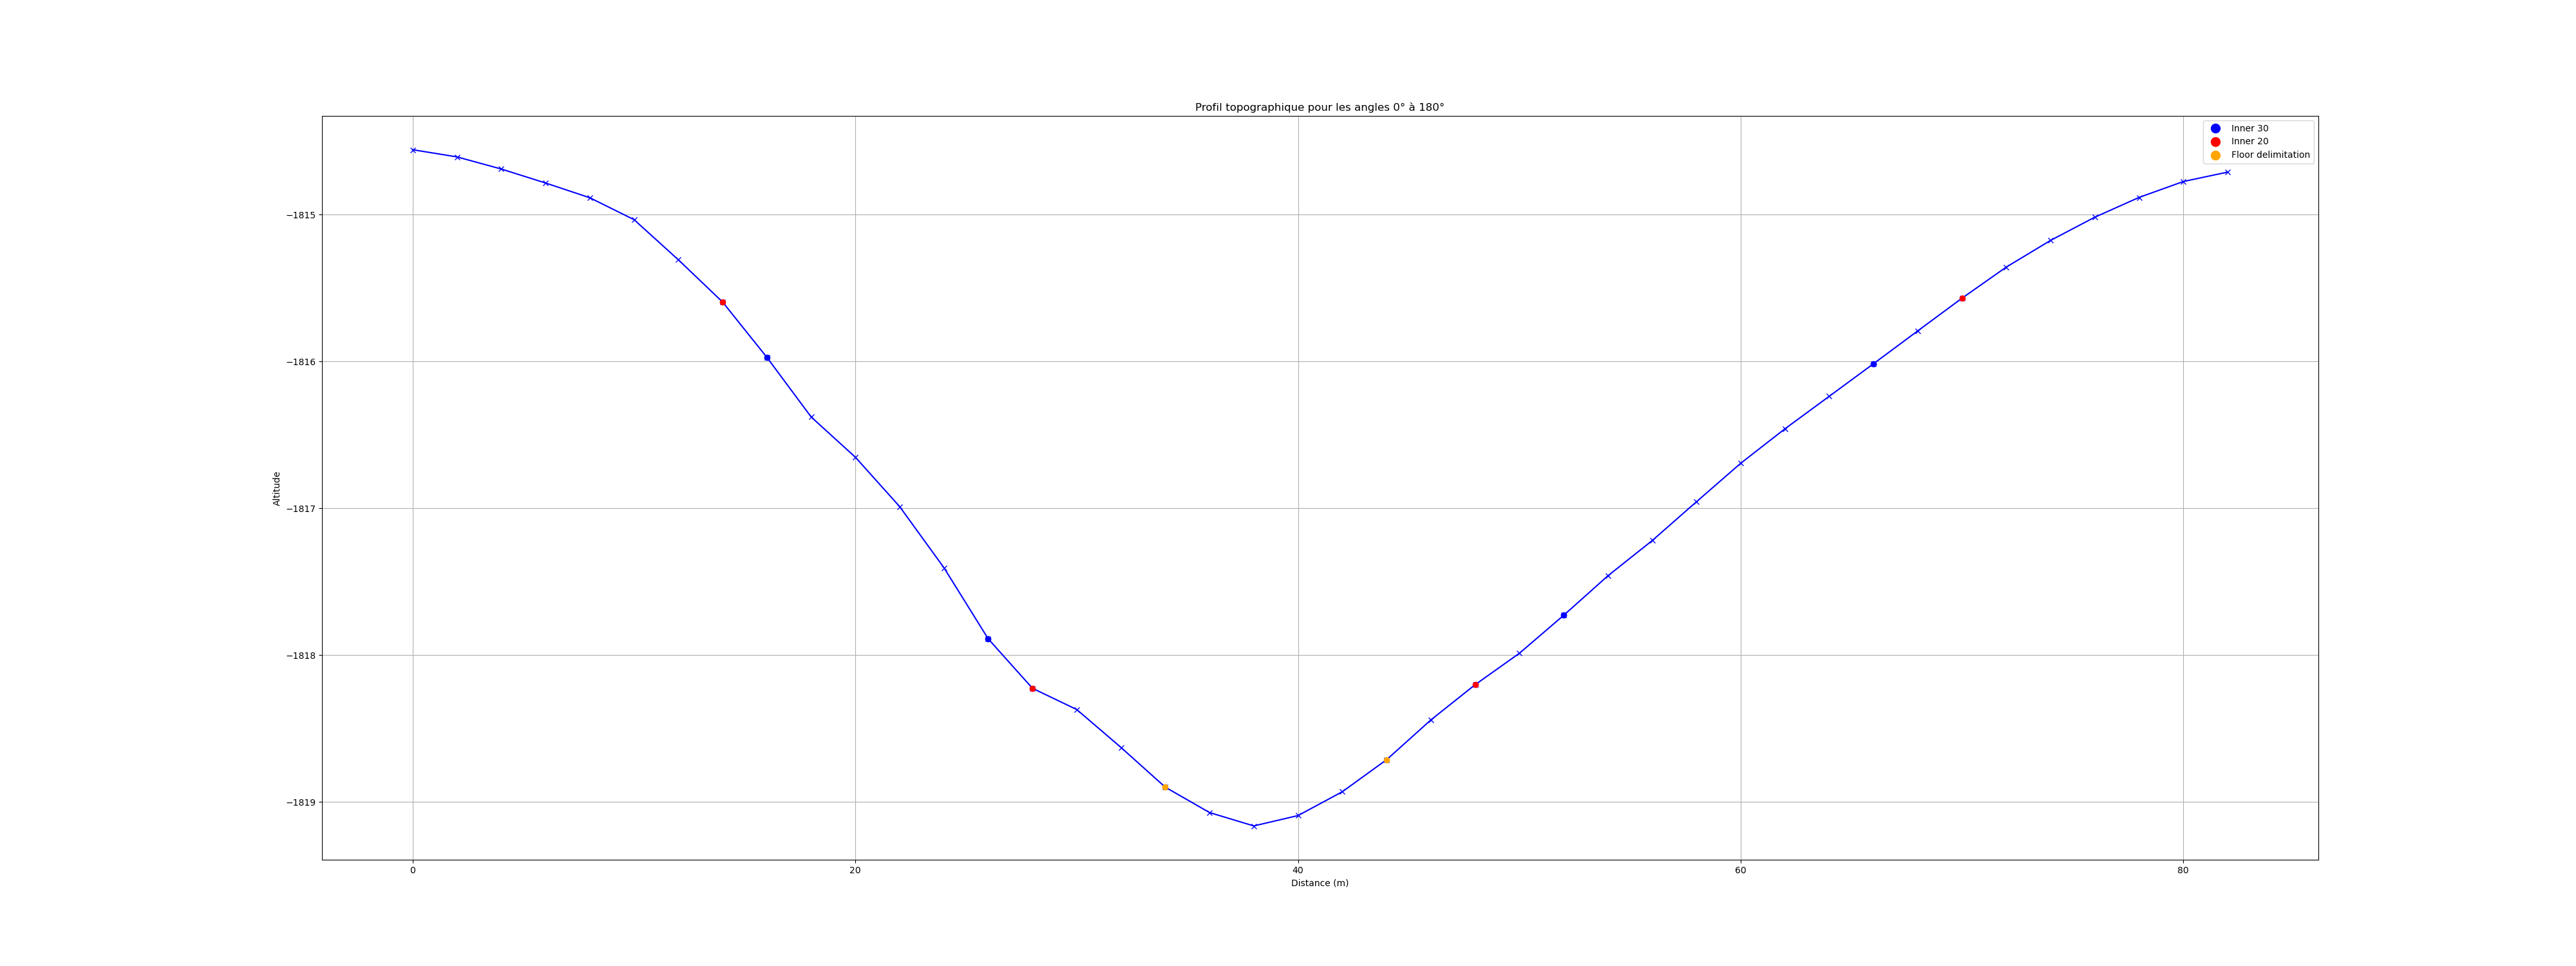 Profil topographique pour les angles 0° à 180°
Inner 30
Inner 20
Floor delimitation
Altitude
−1815
−1816
−1817
−1818
−1819
0 20 40 60 80
Distance (m)